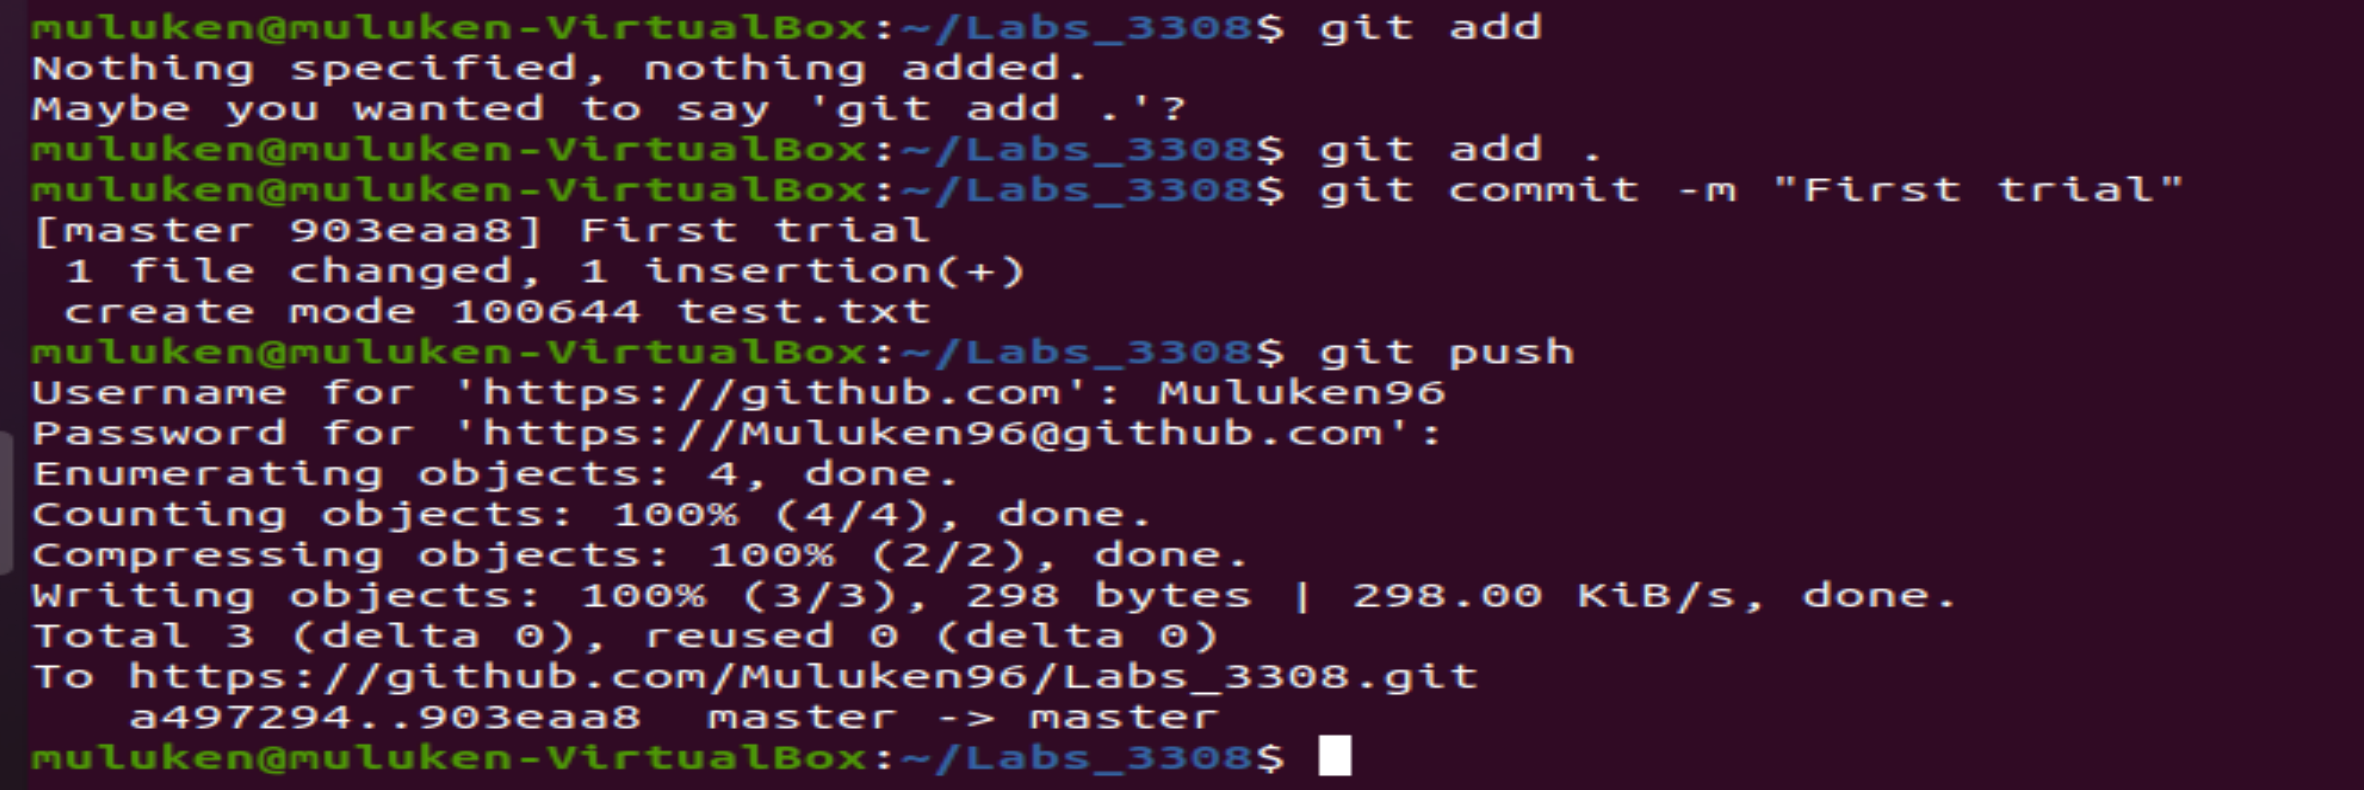 muluken@muluken-VirtualBox:~/Labs_3308$ git add
Nothing specified, nothing added.
Maybe you wanted to say 'git add .'?
muluken@muluken-VirtualBox:~/Labs_3308$ git add .
muluken@muluken-VirtualBox:~/Labs_3308$ git commit -m "First trial"
[master 903eaa8] First trial
 1 file changed, 1 insertion(+)
 create mode 100644 test.txt
muluken@muluken-VirtualBox:~/Labs_3308$ git push
Username for 'https://github.com': Muluken96
Password for 'https://Muluken96@github.com':
Enumerating objects: 4, done.
Counting objects: 100% (4/4), done.
Compressing objects: 100% (2/2), done.
Writing objects: 100% (3/3), 298 bytes | 298.00 KiB/s, done.
Total 3 (delta 0), reused 0 (delta 0)
To https://github.com/Muluken96/Labs_3308.git
   a497294..903eaa8  master -> master
muluken@muluken-VirtualBox:~/Labs_3308$